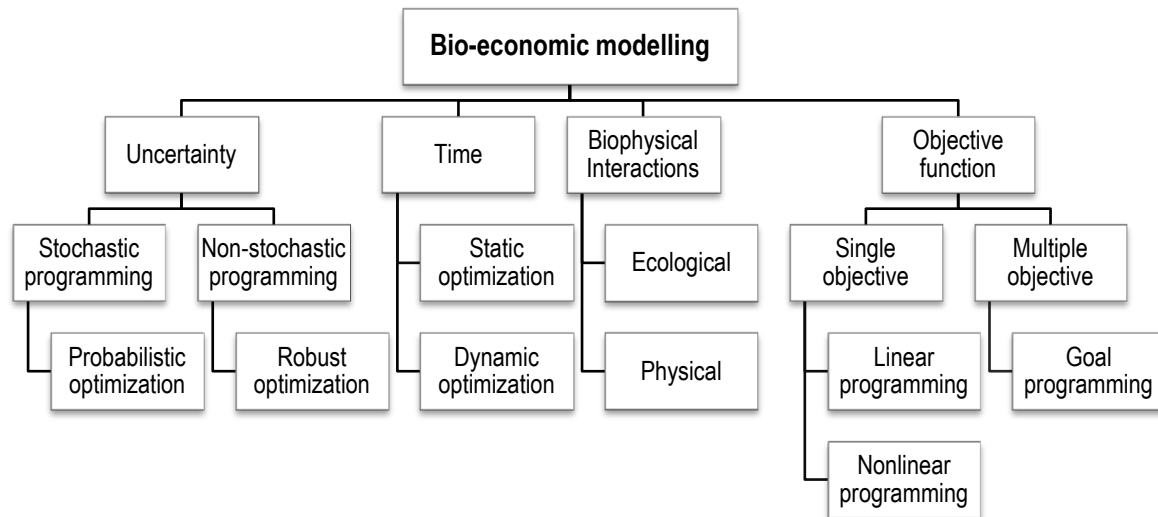 Bio-economic modelling
Uncertainty
Time
Biophysical
Interactions
Objective
function
Stochastic
programming
Non-stochastic
programming
Static
optimization
Ecological
Single
objective
Multiple
objective
Probabilistic
optimization
Robust
optimization
Dynamic
optimization
Physical
Linear
programming
Goal
programming
Nonlinear
programming